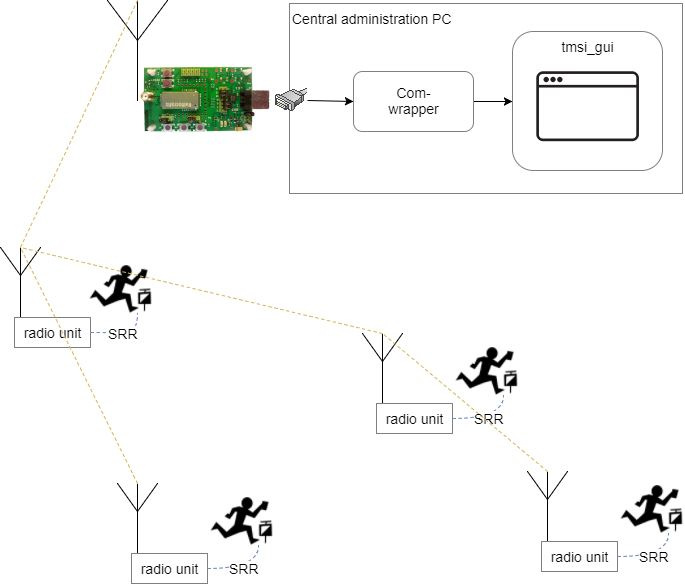 Central administration PC
tmsi_gui
Com-
wrapper
radio unit
SRR
radio unit
SRR
radio unit
SRR
radio unit
SRR